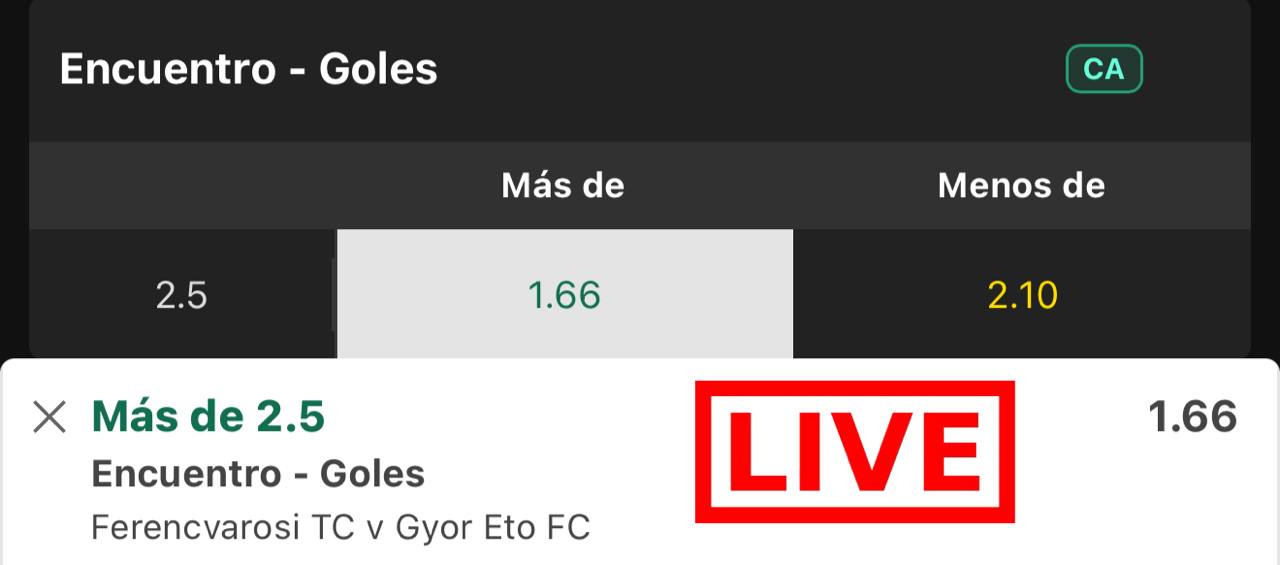 Encuentro - Goles CA
Más de Menos de
2.5 1.66 2.10
Más de 2.5 LIVE 1.66
Encuentro - Goles
Ferencvarosi TC v Gyor Eto FC